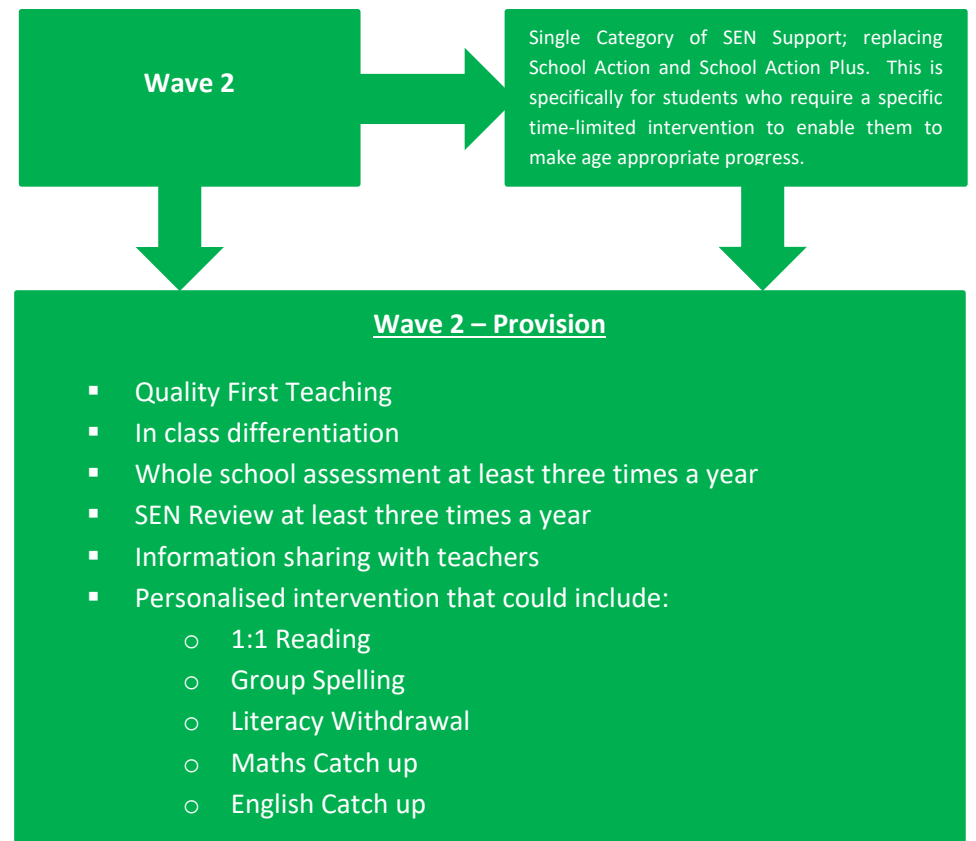 Wave 2
Single Category of SEN Support; replacing
School Action and School Action Plus. This is
specifically for students who require a specific
time-limited intervention to enable them to
make age appropriate progress.
Wave 2 – Provision
▪ Quality First Teaching
▪ In class differentiation
▪ Whole school assessment at least three times a year
▪ SEN Review at least three times a year
▪ Information sharing with teachers
▪ Personalised intervention that could include:
o 1:1 Reading
o Group Spelling
o Literacy Withdrawal
o Maths Catch up
o English Catch up